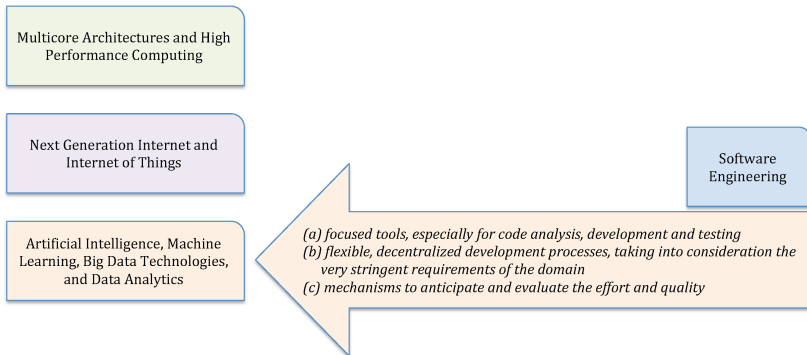 Multicore Architectures and High
Performance Computing
Next Generation Internet and
Internet of Things
Software
Engineering
Artificial Intelligence, Machine
Learning, Big Data Technologies,
and Data Analytics
(a) focused tools, especially for code analysis, development and testing
(b) flexible, decentralized development processes, taking into consideration the
very stringent requirements of the domain
(c) mechanisms to anticipate and evaluate the effort and quality